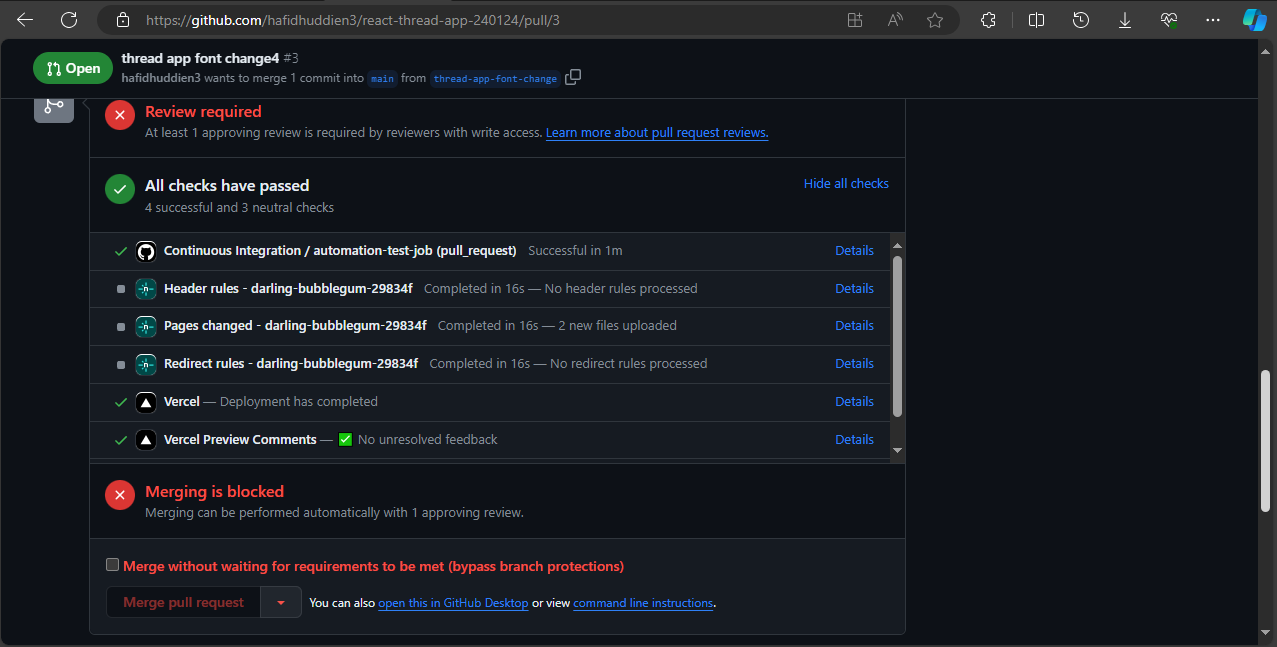 https://github.com/hafidhuddien3/react-thread-app-240124/pull/3
Open
thread app font change4 #3
hafidhuddien3 wants to merge 1 commit into main from thread-app-font-change
Review required
At least 1 approving review is required by reviewers with write access. Learn more about pull request reviews.
All checks have passed
Hide all checks
4 successful and 3 neutral checks
Continuous Integration / automation-test-job (pull_request) Successful in 1m Details
Header rules - darling-bubblegum-29834f Completed in 16s — No header rules processed Details
Pages changed - darling-bubblegum-29834f Completed in 16s — 2 new files uploaded Details
Redirect rules - darling-bubblegum-29834f Completed in 16s — No redirect rules processed Details
Vercel — Deployment has completed Details
Vercel Preview Comments — ✅ No unresolved feedback Details
Merging is blocked
Merging can be performed automatically with 1 approving review.
Merge without waiting for requirements to be met (bypass branch protections)
Merge pull request You can also open this in GitHub Desktop or view command line instructions.